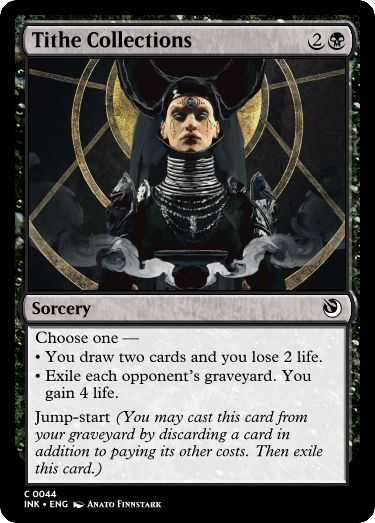 Tithe Collections 2
Sorcery
Choose one —
• You draw two cards and you lose 2 life.
• Exile each opponent's graveyard. You
gain 4 life.
Jump-start (You may cast this card from
your graveyard by discarding a card in
addition to paying its other costs. Then exile
this card.)
C 0044
INK • ENG Anato Finnstark